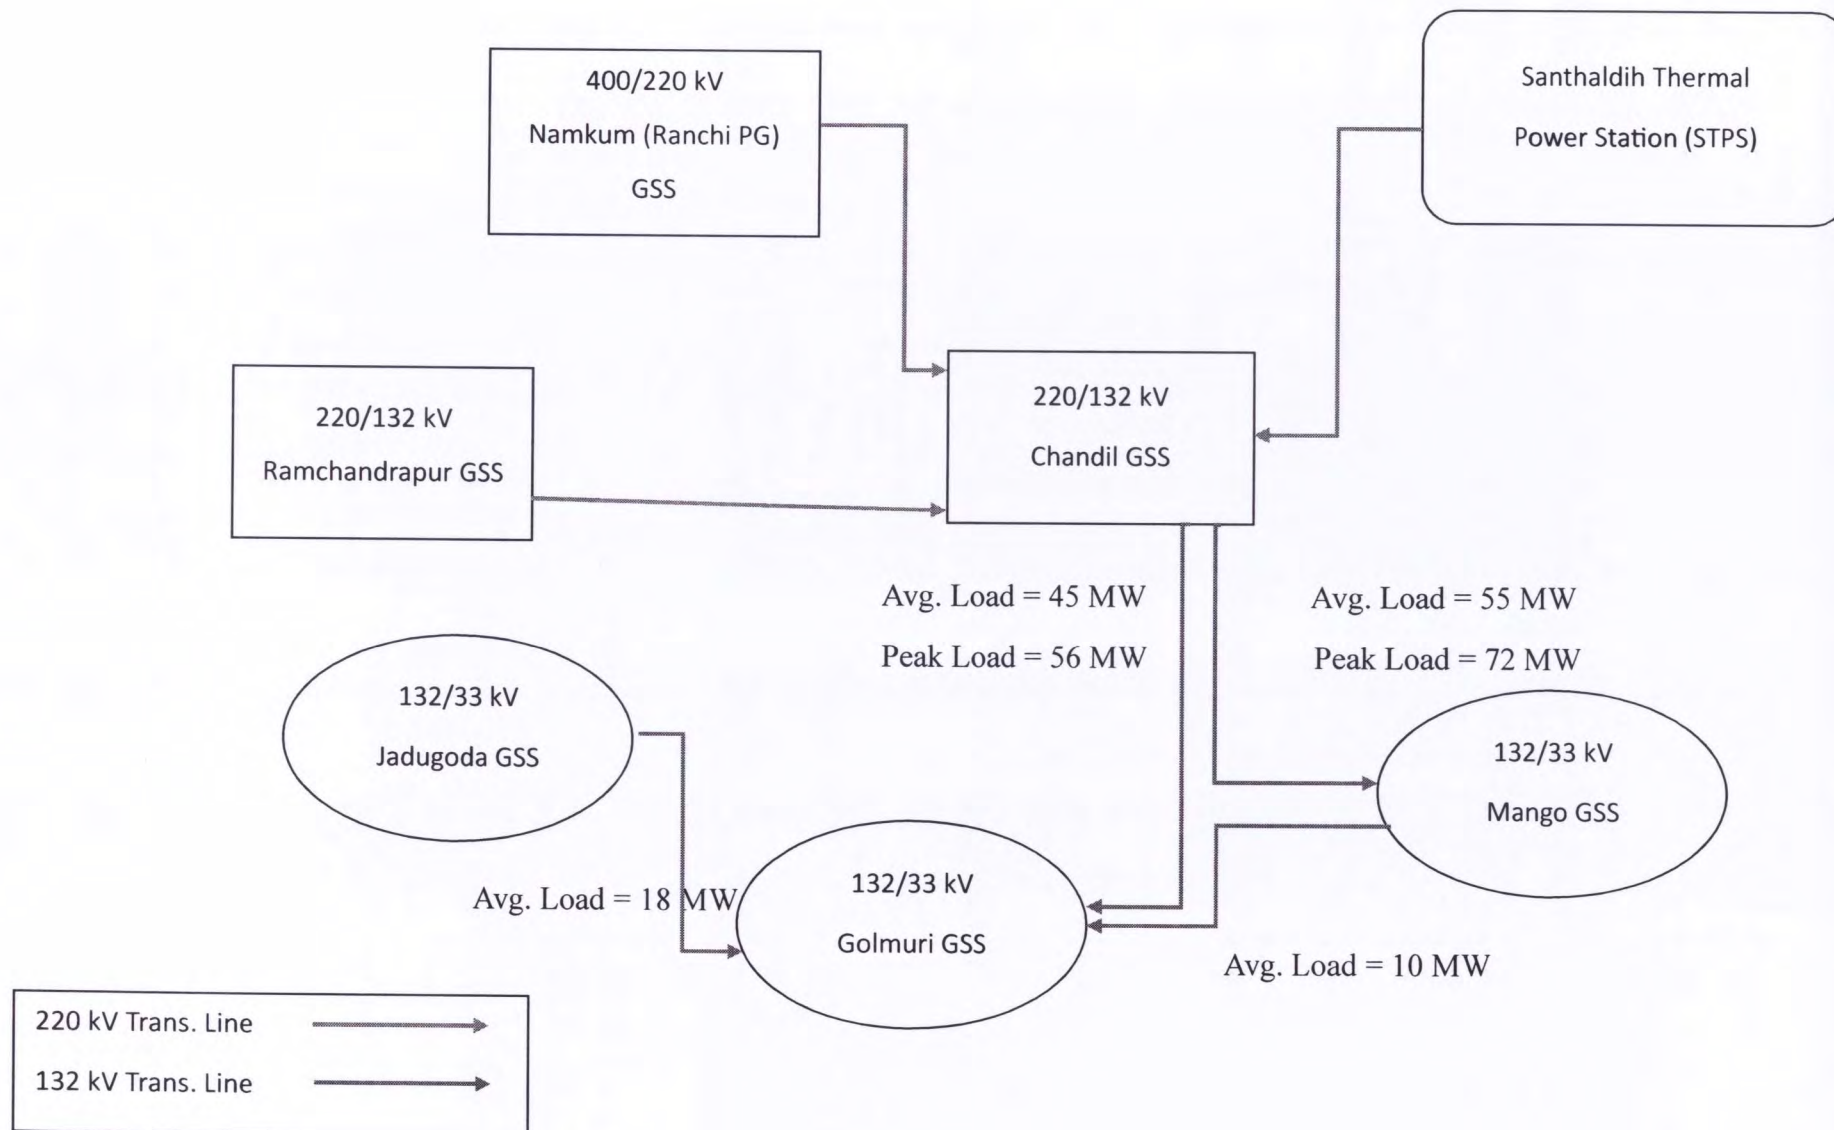 400/220 kV
Namkum (Ranchi PG)
GSS
Santhaldih Thermal
Power Station (STPS)
220/132 kV
Ramchandrapur GSS
220/132 kV
Chandil GSS
Avg. Load = 45 MW
Peak Load = 56 MW
Avg. Load = 55 MW
Peak Load = 72 MW
132/33 kV
Jadugoda GSS
132/33 kV
Mango GSS
Avg. Load = 18 MW
132/33 kV
Golmuri GSS
Avg. Load = 10 MW
220 kV Trans. Line
132 kV Trans. Line